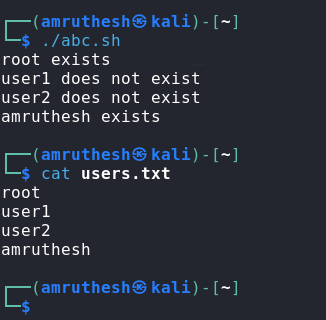 ┌──(amruthesh㉿kali)-[~]
└─$ ./abc.sh
root exists
user1 does not exist
user2 does not exist
amruthesh exists
┌──(amruthesh㉿kali)-[~]
└─$ cat users.txt
root
user1
user2
amruthesh
┌──(amruthesh㉿kali)-[~]
└─$